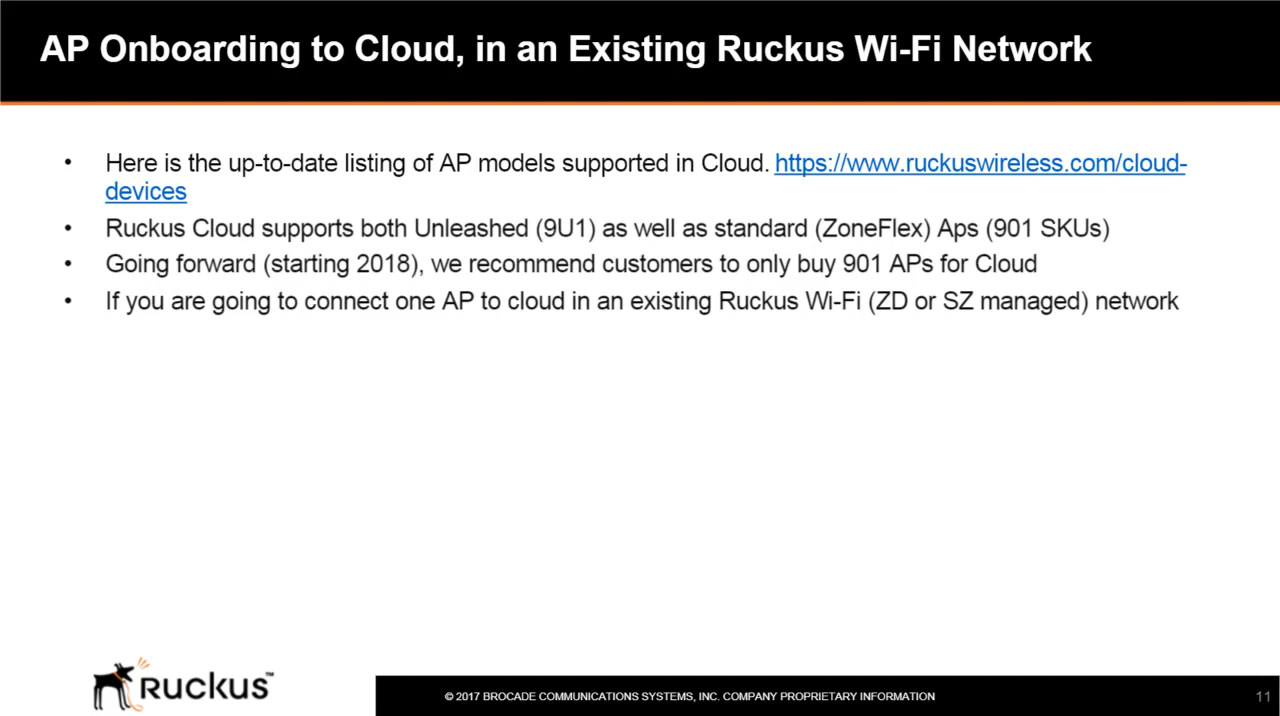 AP Onboarding to Cloud, in an Existing Ruckus Wi-Fi Network
• Here is the up-to-date listing of AP models supported in Cloud. https://www.ruckuswireless.com/cloud-
devices
• Ruckus Cloud supports both Unleashed (9U1) as well as standard (ZoneFlex) Aps (901 SKUs)
• Going forward (starting 2018), we recommend customers to only buy 901 APs for Cloud
• If you are going to connect one AP to cloud in an existing Ruckus Wi-Fi (ZD or SZ managed) network
Ruckus™
© 2017 BROCADE COMMUNICATIONS SYSTEMS, INC. COMPANY PROPRIETARY INFORMATION
11